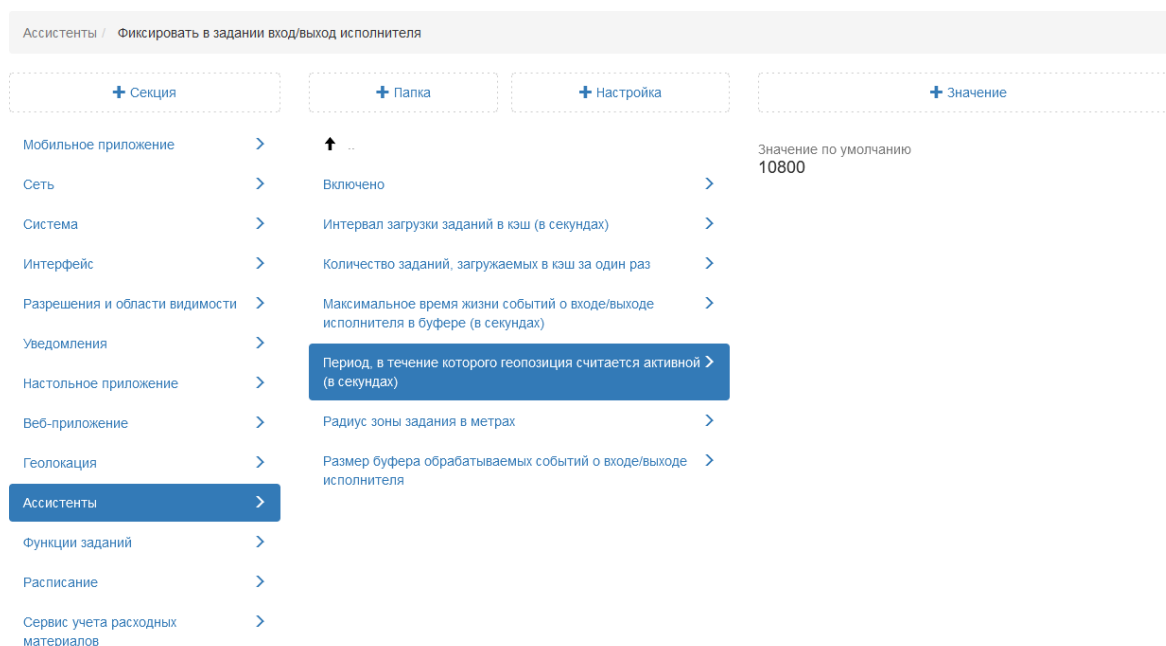 Ассистенты / Фиксировать в задании вход/выход исполнителя
+ Секция
+ Папка
+ Настройка
+ Значение
Мобильное приложение
Сеть
Система
Интерфейс
Разрешения и области видимости
Уведомления
Настольное приложение
Веб-приложение
Геолокация
Ассистенты
Функции заданий
Расписание
Сервис учета расходных
материалов
..
Включено
Интервал загрузки заданий в кэш (в секундах)
Количество заданий, загружаемых в кэш за один раз
Максимальное время жизни событий о входе/выходе
исполнителя в буфере (в секундах)
Период, в течение которого геопозиция считается активной
(в секундах)
Радиус зоны задания в метрах
Размер буфера обрабатываемых событий о входе/выходе
исполнителя
Значение по умолчанию
10800